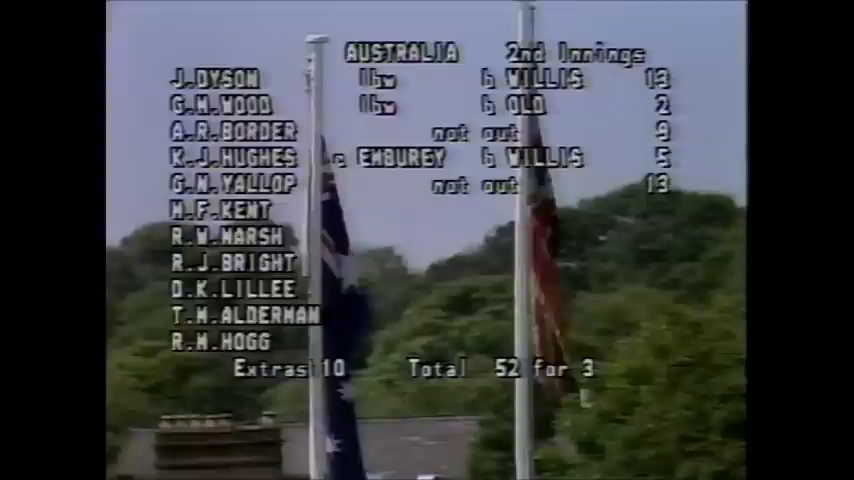 AUSTRALIA 2nd Innings
J.DYSON lbw b WILLIS 13
G.M.WOOD lbw b OLD 2
A.R.BORDER not out 9
K.J.HUGHES c EMBUREY b WILLIS 5
G.N.YALLOP not out 13
M.F.KENT
R.W.MARSH
R.J.BRIGHT
D.K.LILLEE
T.M.ALDERMAN
R.M.HOGG
Extras 10 Total 52 for 3